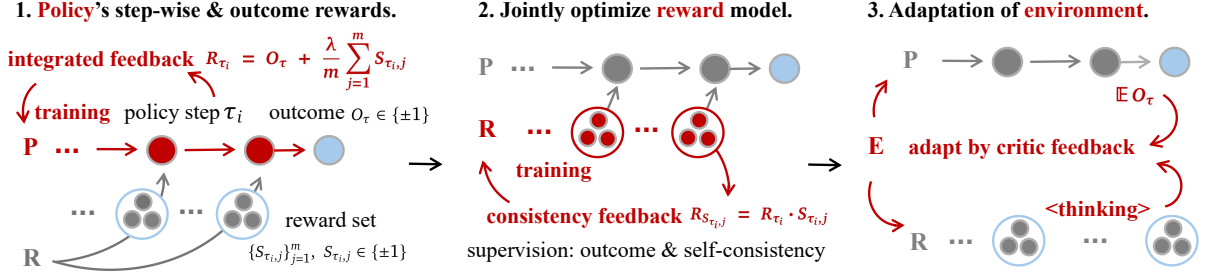 1. Policy's step-wise & outcome rewards.
integrated feedback R_{τ_i} = O_τ + \frac{λ}{m} \sum_{j=1}^{m} S_{τ_i,j}
training policy step τ_i outcome O_τ ∈ {±1}
P ...
... ...
reward set
R {S_{τ_i,j}}_{j=1}^{m}, S_{τ_i,j} ∈ {±1}
2. Jointly optimize reward model.
P ...
R ... ...
training
consistency feedback R_{S_{τ_i,j}} = R_{τ_i} · S_{τ_i,j}
supervision: outcome & self-consistency
3. Adaptation of environment.
P ...
𝔼 O_τ
E adapt by critic feedback
<thinking>
R ... ...